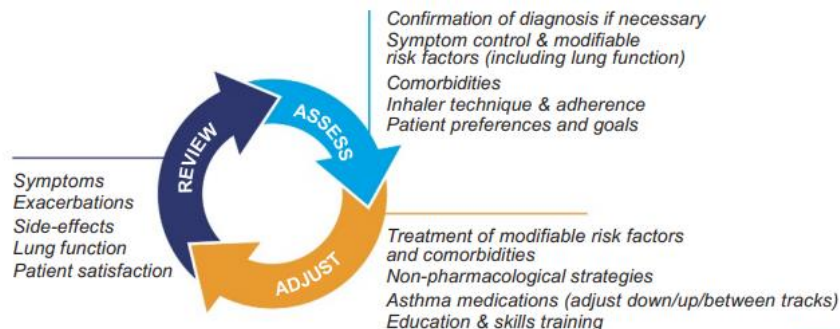 Confirmation of diagnosis if necessary
Symptom control & modifiable
risk factors (including lung function)
Comorbidities
Inhaler technique & adherence
Patient preferences and goals
ASSESS
REVIEW
Symptoms
Exacerbations
Side-effects
Lung function
Patient satisfaction
ADJUST
Treatment of modifiable risk factors
and comorbidities
Non-pharmacological strategies
Asthma medications (adjust down/up/between tracks)
Education & skills training